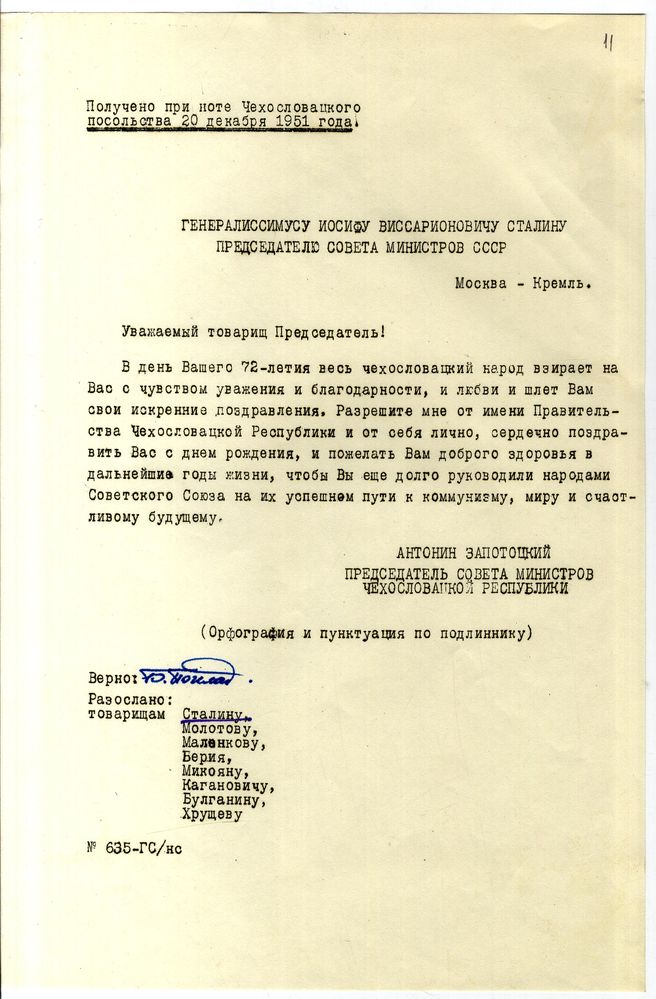 11
Получено при ноте Чехословацкого
посольства 20 декабря 1951 года.
ГЕНЕРАЛИССИМУСУ ИОСИФУ ВИССАРИОНОВИЧУ СТАЛИНУ
ПРЕДСЕДАТЕЛЮ СОВЕТА МИНИСТРОВ СССР
Москва - Кремль.
Уважаемый товарищ Председатель!
В день Вашего 72-летия весь чехословацкий народ взирает на
Вас с чувством уважения и благодарности, и любви и шлет Вам
свои искренние поздравления. Разрешите мне от имени Правитель-
ства Чехословацкой Республики и от себя лично, сердечно поздра-
вить Вас с днем рождения, и пожелать Вам доброго здоровья в
дальнейшие годы жизни, чтобы Вы еще долго руководили народами
Советского Союза на их успешном пути к коммунизму, миру и счаст-
ливому будущему.
АНТОНИН ЗАПОТОЦКИЙ
ПРЕДСЕДАТЕЛЬ СОВЕТА МИНИСТРОВ
ЧЕХОСЛОВАЦКОЙ РЕСПУБЛИКИ
(Орфография и пунктуация по подлиннику)
Верно:
Разослано:
товарищам Сталину,
Молотову,
Маленкову,
Берия,
Микояну,
Кагановичу,
Булганину,
Хрущеву
№ 635-ГС/нс